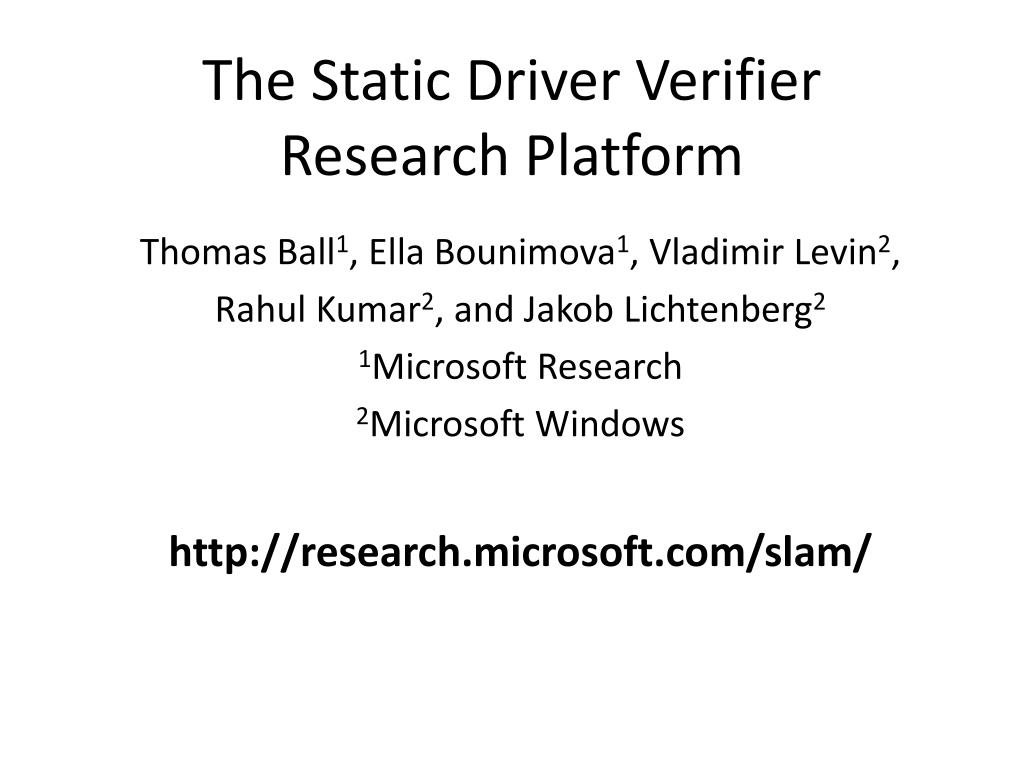 The Static Driver Verifier
Research Platform
Thomas Ball¹, Ella Bounimova¹, Vladimir Levin²,
Rahul Kumar², and Jakob Lichtenberg²
¹Microsoft Research
²Microsoft Windows
http://research.microsoft.com/slam/